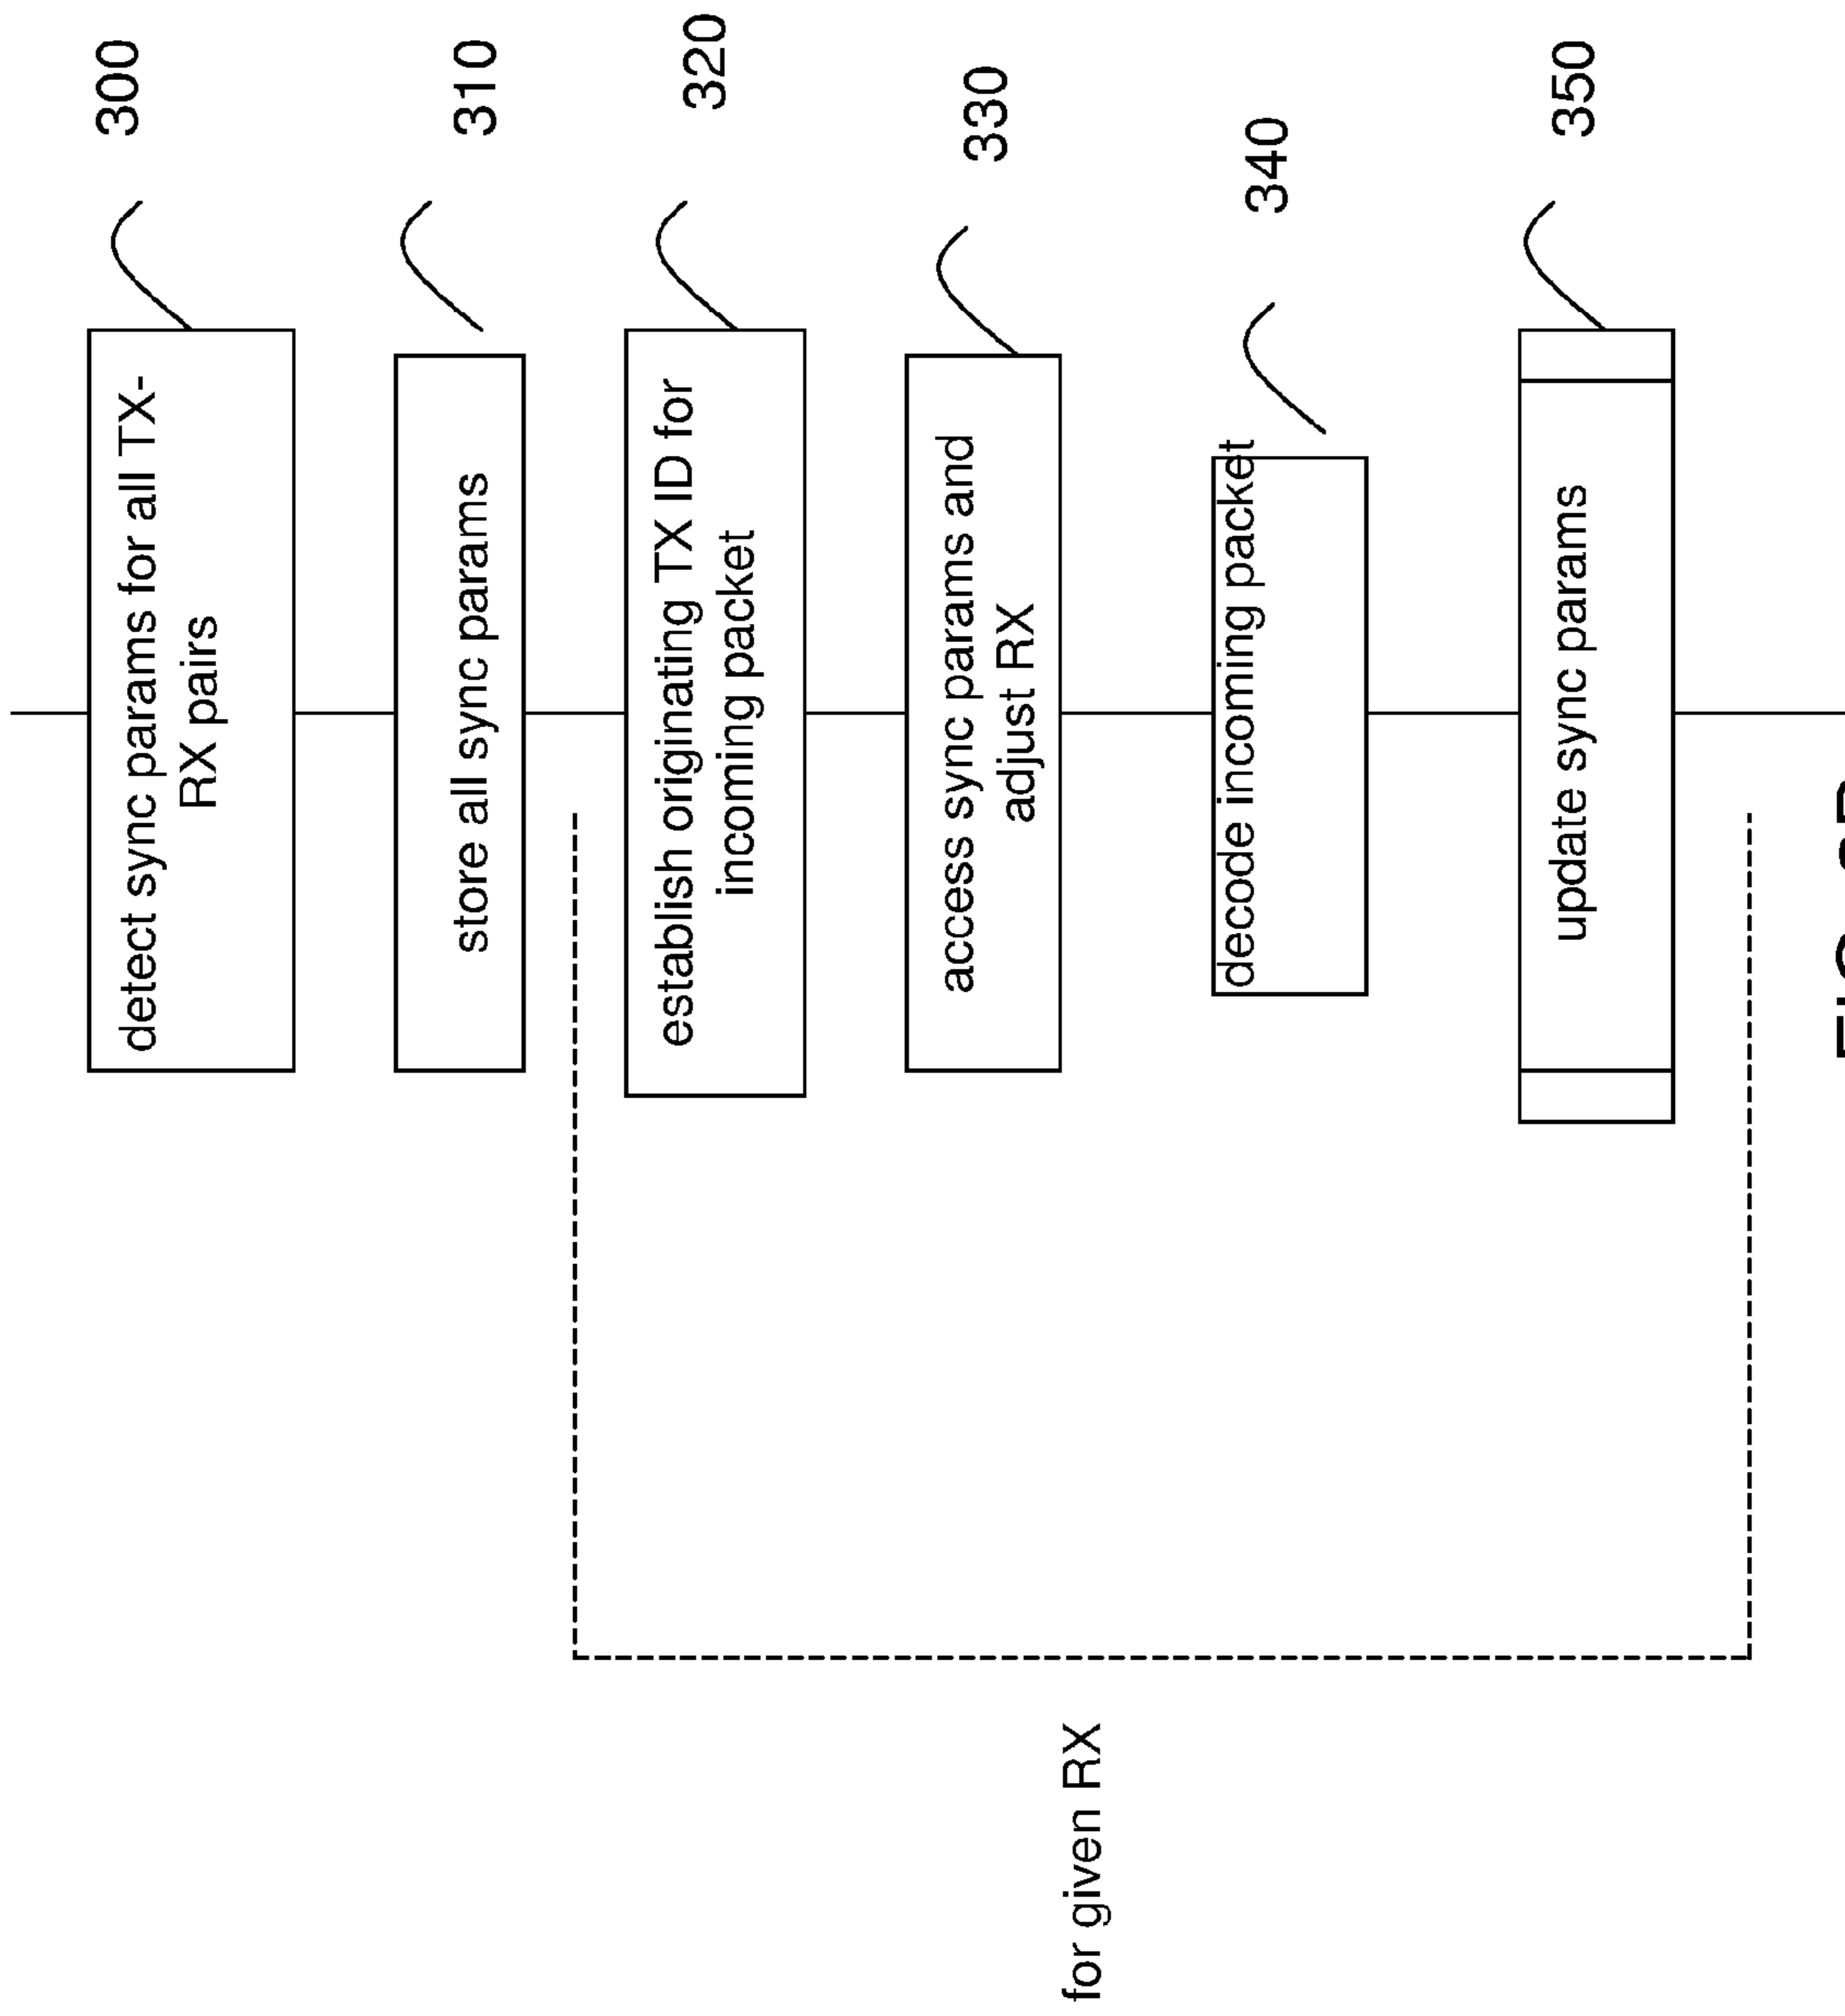 300
detect sync params for all TX-
RX pairs
310
store all sync params
320
establish originating TX ID for
incoming packet
330
access sync params and
adjust RX
340
decode incoming packet
350
update sync params
for given RX